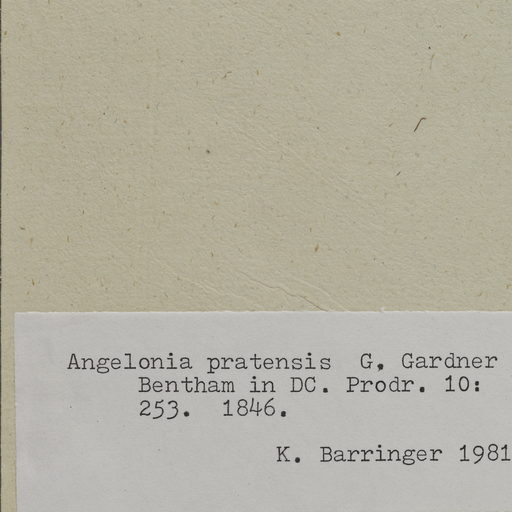 Angelonia pratensis G. Gardner
Bentham in DC. Prodr. 10:
253. 1846.
K. Barringer 1981